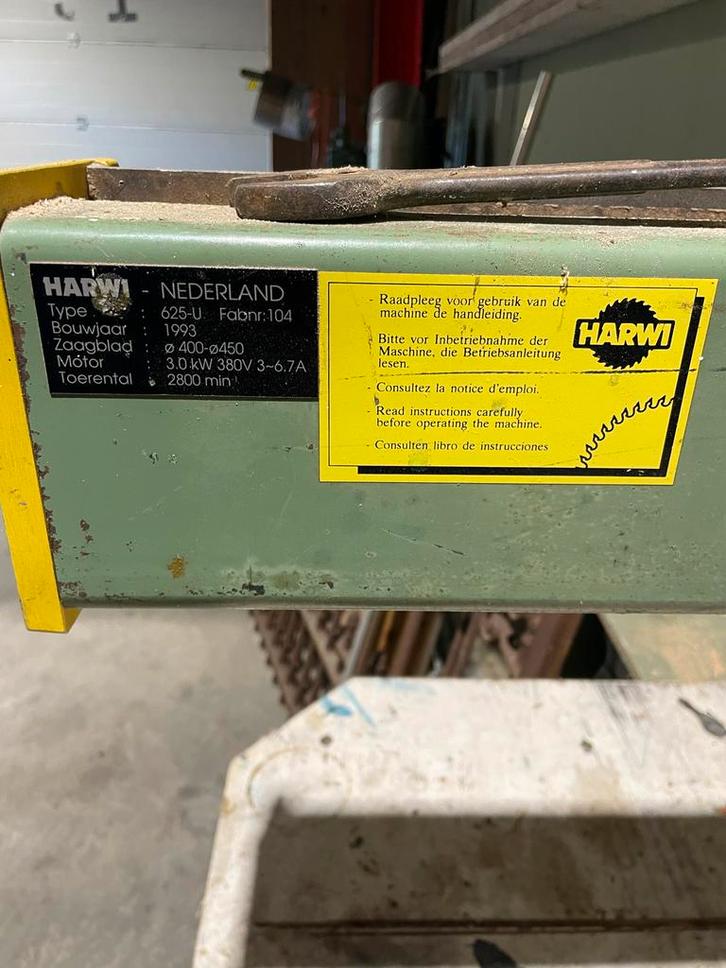 HARWI - NEDERLAND
Type : 625-U. Fabnr:104
Bouwjaar : 1993
Zaagblad : ø 400-ø450
Motor : 3.0 kW 380V 3~6.7A
Toerental : 2800 min
- Raadpleeg voor gebruik van de
machine de handleiding.
Bitte vor Inbetriebnahme der
Maschine, die Betriebsanleitung
lesen.
- Consultez la notice d'emploi.
- Read instructions carefully
before operating the machine.
- Consulten libro de instrucciones
HARWI